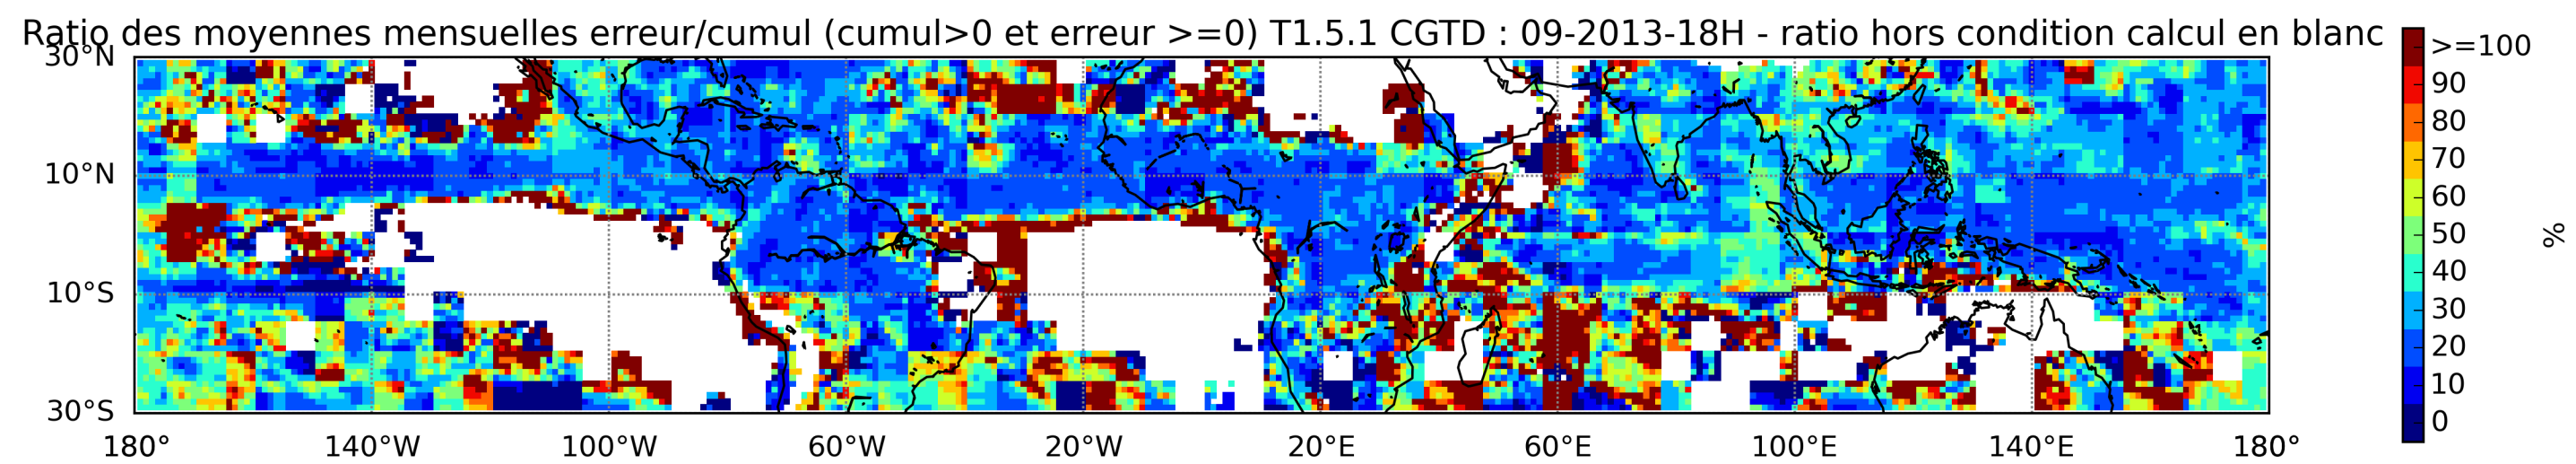 Ratio des moyennes mensuelles erreur/cumul (cumul>0 et erreur >=0) T1.5.1 CGTD : 09-2013-18H - ratio hors condition calcul en blanc
30°N
10°N
10°S
30°S
180° 140°W 100°W 60°W 20°W 20°E 60°E 100°E 140°E 180°
>=100
90
80
70
60
50
40
30
20
10
0
%